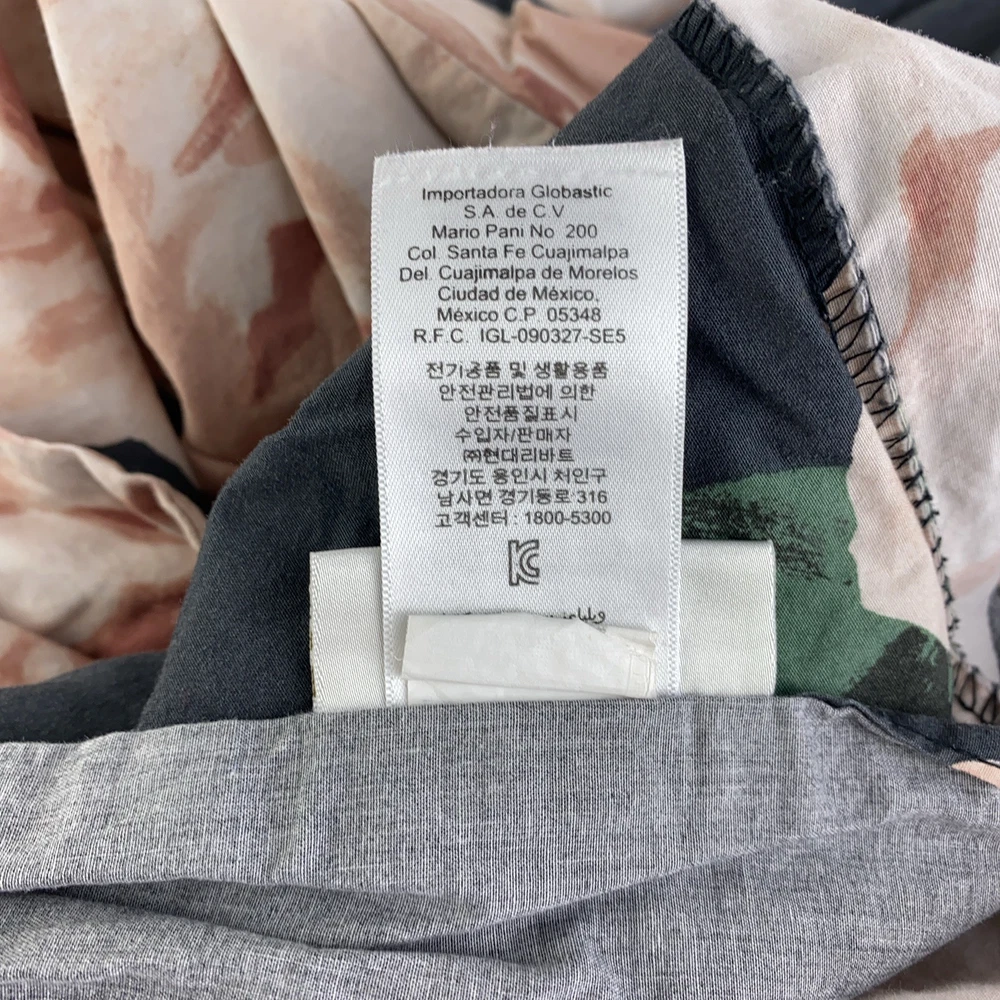 Importadora Globastic
S.A. de C.V
Mario Pani No 200
Col. Santa Fe Cuajimalpa
Del. Cuajimalpa de Morelos
Ciudad de México,
México C.P. 05348
R.F.C. IGL-090327-SE5
전기용품 및 생활용품
안전관리법에 의한
안전품질표시
수입자/판매자
㈜현대리바트
경기도 용인시 처인구
남사면 경기동로 316
고객센터 : 1800-5300
KC